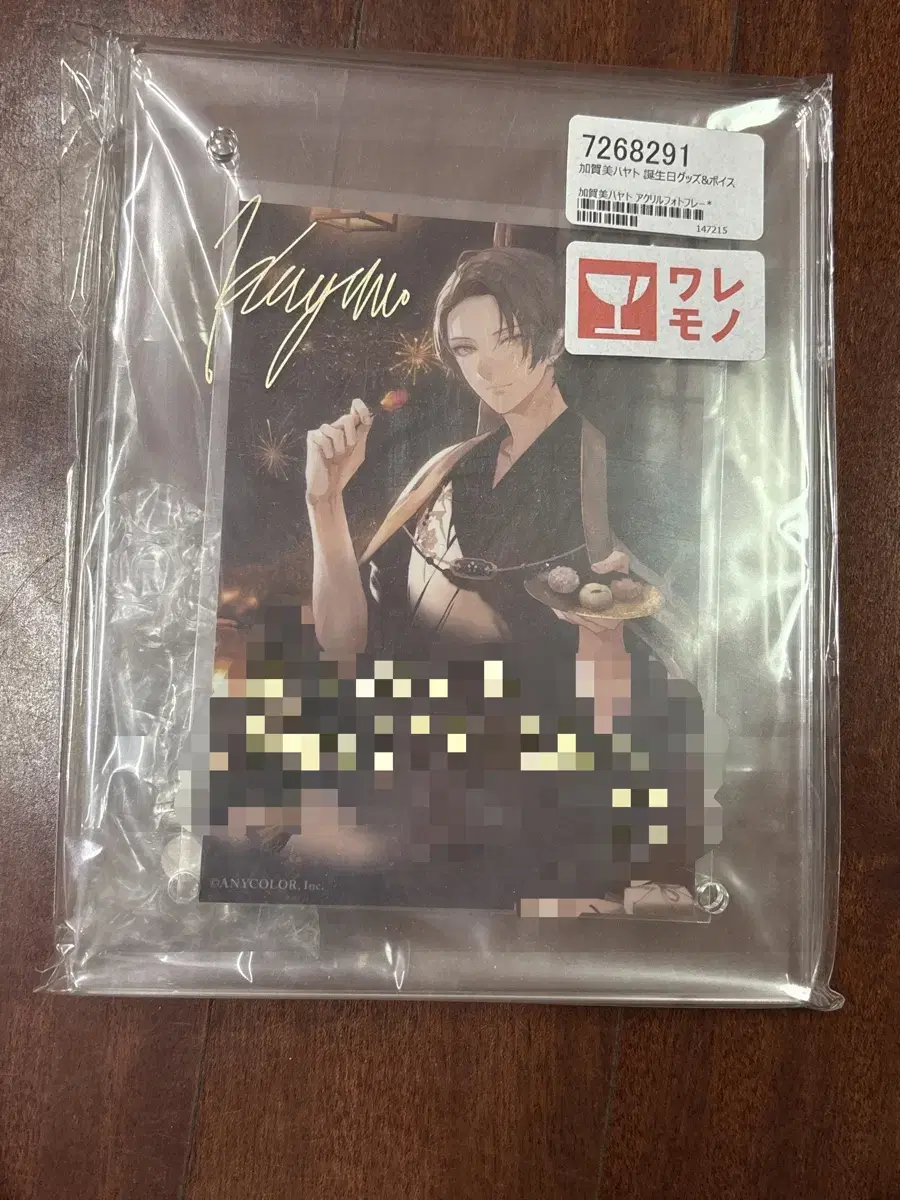 7268291
加賀美ハヤト 誕生日グッズ&ボイス
加賀美ハヤト アクリルフォトフレー*
147215
ワレ
モノ
©ANYCOLOR, Inc.